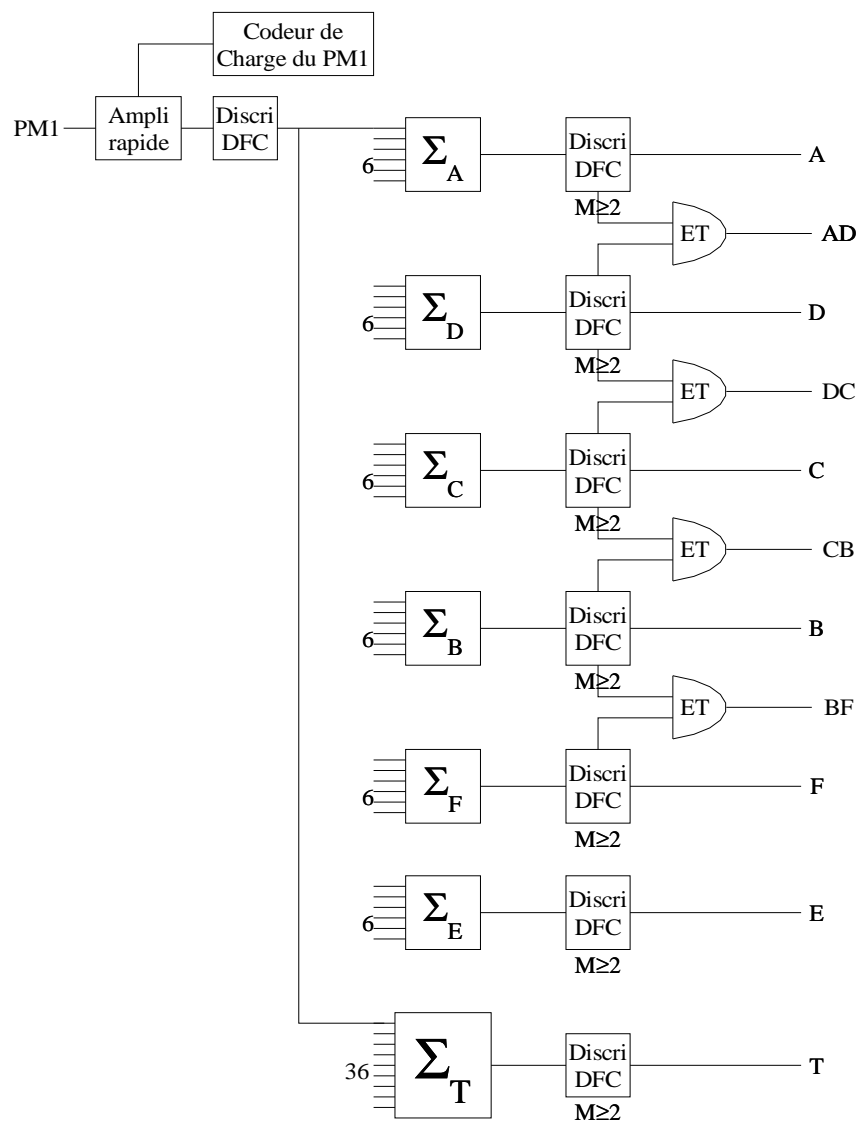 Codeur de
Charge du PM1
PM1
Ampli
rapide
Discri
DFC
6
Σ A
Discri
DFC
M≥2
A
ET
AD
6
Σ D
Discri
DFC
M≥2
D
ET
DC
6
Σ C
Discri
DFC
M≥2
C
ET
CB
6
Σ B
Discri
DFC
M≥2
B
ET
BF
6
Σ F
Discri
DFC
M≥2
F
6
Σ E
Discri
DFC
M≥2
E
36
Σ T
Discri
DFC
M≥2
T